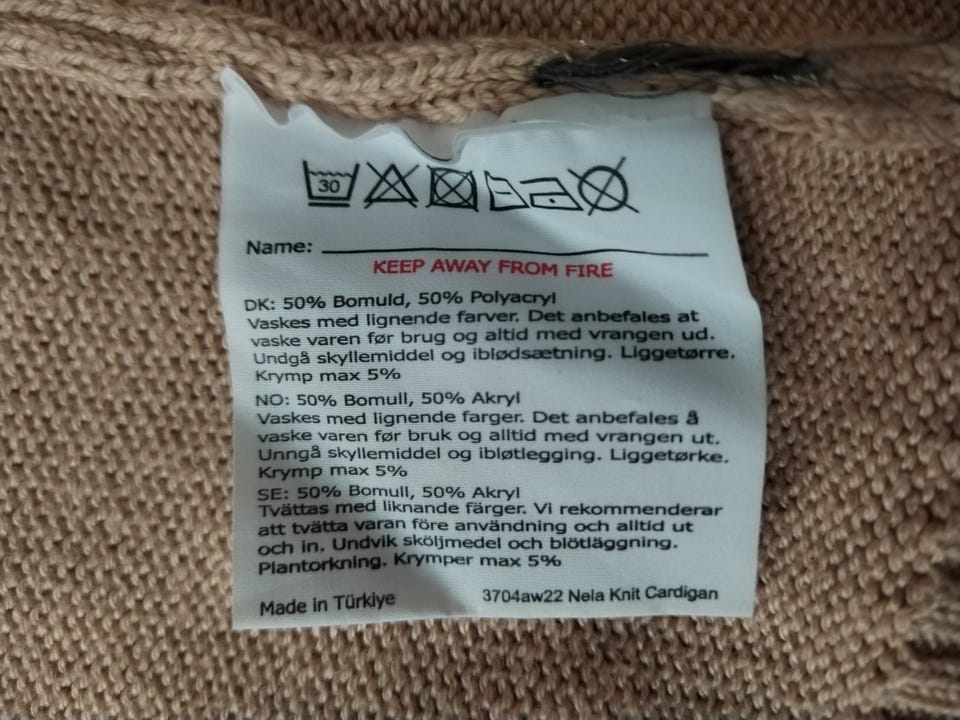 30
Name:
KEEP AWAY FROM FIRE
DK: 50% Bomuld, 50% Polyacryl
Vaskes med lignende farver. Det anbefales at
vaske varen før brug og altid med vrangen ud.
Undgå skyllemiddel og iblødsætning. Liggetørre.
Krymp max 5%
NO: 50% Bomull, 50% Akryl
Vaskes med lignende farger. Det anbefales å
vaske varen før bruk og alltid med vrangen ut.
Unngå skyllemiddel og ibløtlegging. Liggetørke.
Krymp max 5%
SE: 50% Bomull, 50% Akryl
Tvättas med liknande färger. Vi rekommenderar
att tvätta varan före användning och alltid ut
och in. Undvik sköljmedel och blötläggning.
Plantorkning. Krymper max 5%
Made in Türkiye
3704aw22 Nela Knit Cardigan